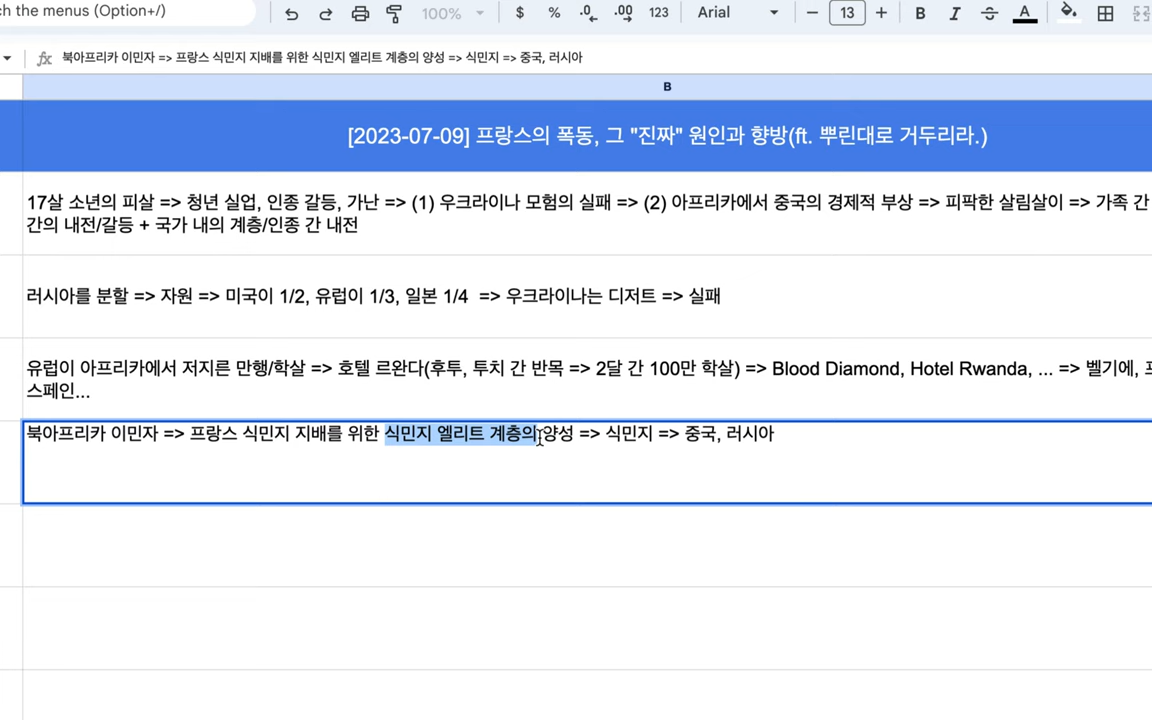 ch the menus (Option+/)
100% $ % .0 .00 123 Arial 13 B I S A
fx 북아프리카 이민자 => 프랑스 식민지 지배를 위한 식민지 엘리트 계층의 양성 => 식민지 => 중국, 러시아
B
[2023-07-09] 프랑스의 폭동, 그 "진짜" 원인과 향방(ft. 뿌린대로 거두리라.)
17살 소년의 피살 => 청년 실업, 인종 갈등, 가난 => (1) 우크라이나 모험의 실패 => (2) 아프리카에서 중국의 경제적 부상 => 피팍한 살림살이 => 가족 간
간의 내전/갈등 + 국가 내의 계층/인종 간 내전
러시아를 분할 => 자원 => 미국이 1/2, 유럽이 1/3, 일본 1/4 => 우크라이나는 디저트 => 실패
유럽이 아프리카에서 저지른 만행/학살 => 호텔 르완다(후투, 투치 간 반목 => 2달 간 100만 학살) => Blood Diamond, Hotel Rwanda, ... => 벨기에,
스페인...
북아프리카 이민자 => 프랑스 식민지 지배를 위한 식민지 엘리트 계층의 양성 => 식민지 => 중국, 러시아